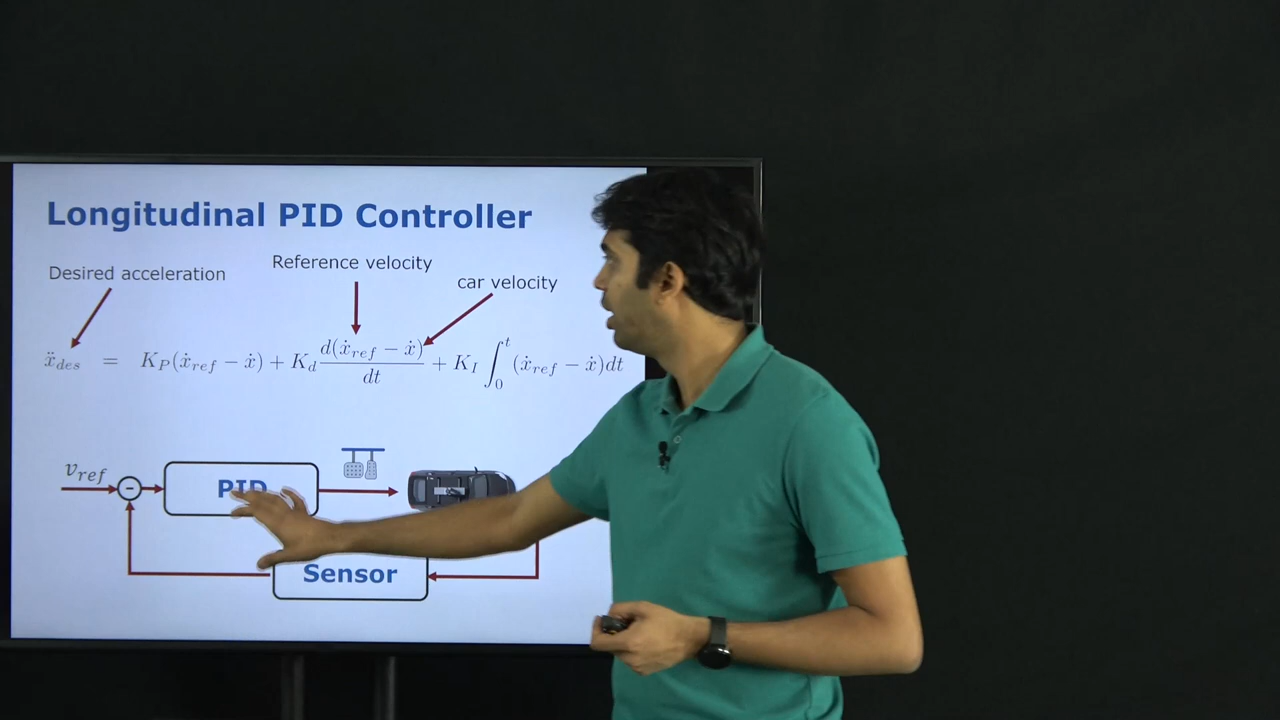 Longitudinal PID Controller
Desired acceleration
Reference velocity
car velocity
ẍ_des = K_P(ẋ_ref − ẋ) + K_d d(ẋ_ref − ẋ)/dt + K_I ∫_0^t (ẋ_ref − ẋ)dt
v_ref
-
PID
Sensor